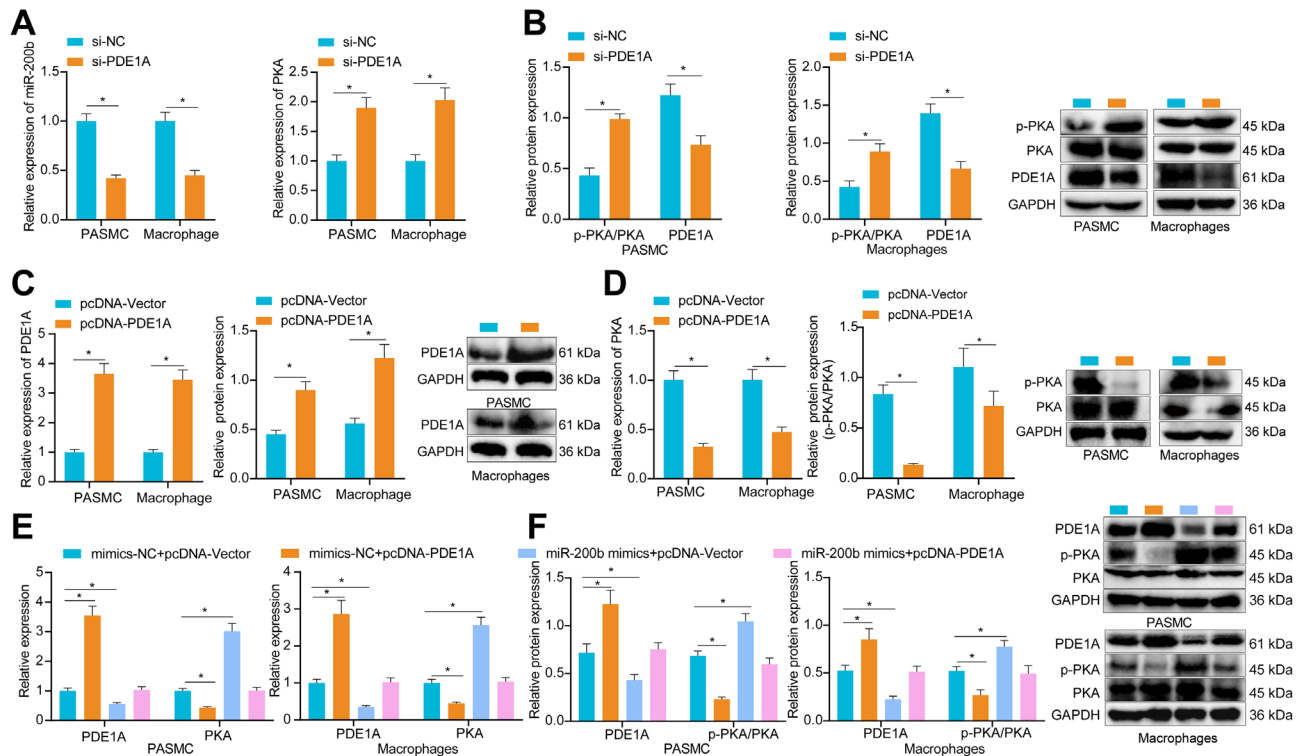 A
si-NC
si-PDE1A
Relative expression of miR-200b
1.5
1.0
0.5
0.0
*
*
PASMC
Macrophage
si-NC
si-PDE1A
Relative expression of PKA
2.5
2.0
1.5
1.0
0.5
0.0
*
*
PASMC
Macrophage
B
si-NC
si-PDE1A
Relative protein expression
1.5
1.0
0.5
0.0
*
*
p-PKA/PKA
PDE1A
PASMC
si-NC
si-PDE1A
Relative protein expression
2.0
1.5
1.0
0.5
0.0
*
*
p-PKA/PKA
PDE1A
Macrophages
p-PKA 45 kDa
PKA 45 kDa
PDE1A 61 kDa
GAPDH 36 kDa
PASMC Macrophages
C
pcDNA-Vector
pcDNA-PDE1A
Relative expression of PDE1A
5
4
3
2
1
0
*
*
PASMC
Macrophage
Relative protein expression
1.5
1.0
0.5
0.0
*
*
PASMC
Macrophage
PDE1A 61 kDa
GAPDH 36 kDa
PASMC
PDE1A 61 kDa
GAPDH 36 kDa
Macrophages
D
pcDNA-Vector
pcDNA-PDE1A
Relative expression of PKA
1.5
1.0
0.5
0.0
*
*
PASMC
Macrophage
pcDNA-Vector
pcDNA-PDE1A
Relative protein expression
(p-PKA/PKA)
1.5
1.0
0.5
0.0
*
*
PASMC
Macrophage
p-PKA 45 kDa
PKA 45 kDa
GAPDH 36 kDa
PASMC Macrophages
E
mimics-NC+pcDNA-Vector
mimics-NC+pcDNA-PDE1A
Relative expression
5
4
3
2
1
0
*
*
*
*
PDE1A
PKA
PASMC
Relative expression
4
3
2
1
0
*
*
*
*
PDE1A
PKA
Macrophages
F
miR-200b mimics+pcDNA-Vector
miR-200b mimics+pcDNA-PDE1A
Relative protein expression
1.5
1.0
0.5
0.0
*
*
*
*
PDE1A
p-PKA/PKA
PASMC
Relative protein expression
1.5
1.0
0.5
0.0
*
*
*
*
PDE1A
p-PKA/PKA
Macrophages
PDE1A 61 kDa
p-PKA 45 kDa
PKA 45 kDa
GAPDH 36 kDa
PASMC
PDE1A 61 kDa
p-PKA 45 kDa
PKA 45 kDa
GAPDH 36 kDa
Macrophages